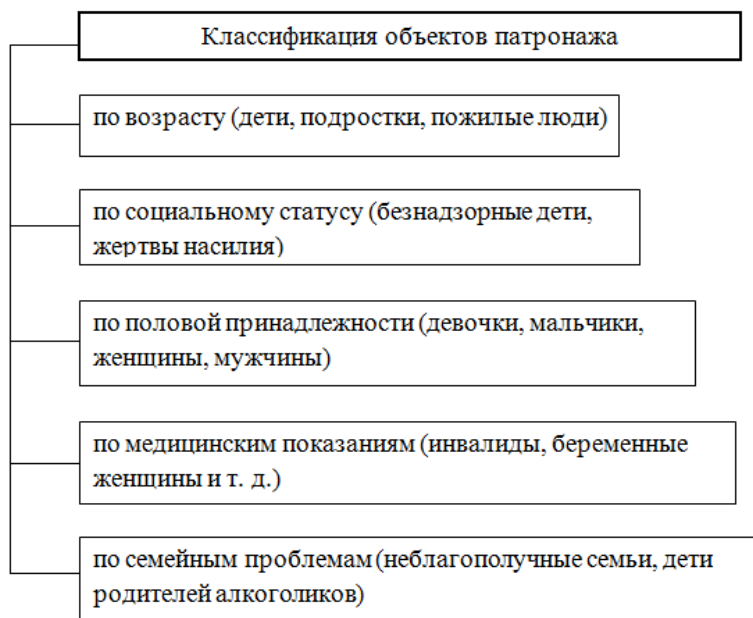 Классификация объектов патронажа
по возрасту (дети, подростки, пожилые люди)
по социальному статусу (безнадзорные дети,
жертвы насилия)
по половой принадлежности (девочки, мальчики,
женщины, мужчины)
по медицинским показаниям (инвалиды, беременные
женщины и т. д.)
по семейным проблемам (неблагополучные семьи, дети
родителей алкоголиков)